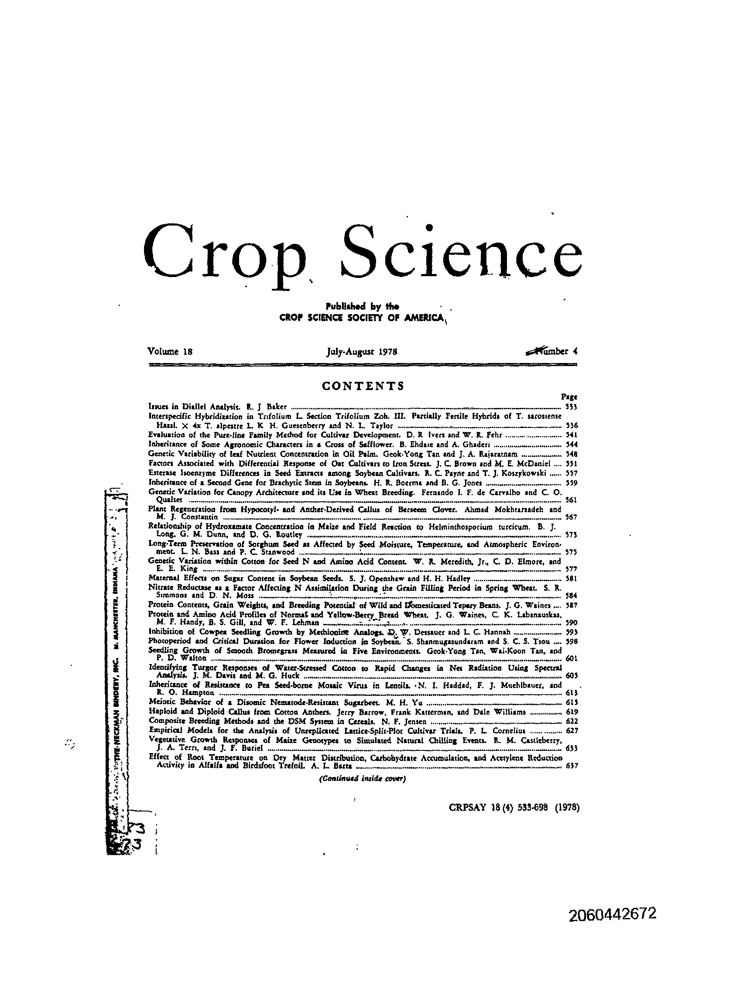 Crop Science
Published by the
CROP SCIENCE SOCIETY OF AMERICA
Volume 18 July-August 1978 Number 4
CONTENTS
Page
Issues in Diallel Analysis. R. J Baker 533
Interspecific Hybridization in Trifolium L. Section Trifolium Zoh. III. Partially Fertile Hybrids of T. sarosiense
Hazsl. × 4x T. alpestre L. K H. Quesenberry and N. L. Taylor 536
Evaluation of the Pure-line Family Method for Cultivar Development. D. R Ivers and W. R. Fehr 541
Inheritance of Some Agronomic Characters in a Cross of Safflower. B. Ehdaie and A. Ghaderi 544
Genetic Variability of leaf Nutrient Concentration in Oil Palm. Geok-Yong Tan and J. A. Rajaratnam 548
Factors Associated with Differential Response of Oat Cultivars to Iron Stress. J. C. Brown and M. E. McDaniel 551
Esterase Isoenzyme Differences in Seed Extracts among Soybean Cultivars. R. C. Payne and T. J. Koszykowski 557
Inheritance of a Second Gene for Brachytic Stem in Soybeans. H. R. Boerma and B. G. Jones 559
Genetic Variation for Canopy Architecture and its Use in Wheat Breeding. Fernando I. F. de Carvalho and C. O.
Qualset 561
Plant Regeneration from Hypocotyl- and Anther-Derived Callus of Berseem Clover. Ahmad Mokhtarzadeh and
M. J. Constantin 567
Relationship of Hydroxamate Concentration in Maize and Field Reaction to Helminthosporium turcicum. B. J.
Long, G. M. Dunn, and D. G. Routley 573
Long-Term Preservation of Sorghum Seed as Affected by Seed Moisture, Temperature, and Atmospheric Environ-
ment. L. N. Bass and P. C. Stanwood 575
Genetic Variation within Cotton for Seed N and Amino Acid Content. W. R. Meredith, Jr., C. D. Elmore, and
E. E. King 577
Maternal Effects on Sugar Content in Soybean Seeds. S. J. Openshaw and H. H. Hadley 581
Nitrate Reductase as a Factor Affecting N Assimilation During the Grain Filling Period in Spring Wheat. S. R.
Simmons and D. N. Moss 584
Protein Contents, Grain Weights, and Breeding Potential of Wild and Domesticated Tepary Beans. J. G. Waines 587
Protein and Amino Acid Profiles of Normal and Yellow-Berry Bread Wheat. J. G. Waines, C. K. Labanauskas,
M. F. Handy, B. S. Gill, and W. F. Lehman 590
Inhibition of Cowpea Seedling Growth by Methionine Analogs. D. W. Dessauer and L. C. Hannah 593
Photoperiod and Critical Duration for Flower Induction in Soybean. S. Shanmugasundaram and S. C. S. Tsou 598
Seedling Growth of Smooth Bromegrass Measured in Five Environments. Geok-Yong Tan, Wai-Koon Tan, and
P. D. Walton 601
Identifying Turgor Responses of Water-Stressed Cotton to Rapid Changes in Net Radiation Using Spectral
Analysis. J. M. Davis and M. G. Huck 605
Inheritance of Resistance to Pea Seed-borne Mosaic Virus in Lentils. N. I. Haddad, F. J. Muehlbauer, and
R. O. Hampton 613
Meiotic Behavior of a Disomic Nematode-Resistant Sugarbeet. M. H. Yu 615
Haploid and Diploid Callus from Cotton Anthers. Jerry Barrow, Frank Katterman, and Dale Williams 619
Composite Breeding Methods and the DSM System in Cereals. N. F. Jensen 622
Empirical Models for the Analysis of Unreplicated Lattice-Split-Plot Cultivar Trials. P. L. Cornelius 627
Vegetative Growth Responses of Maize Genotypes to Simulated Natural Chilling Events. R. M. Castleberry,
J. A. Teeri, and J. F. Buriel 633
Effect of Root Temperature on Dry Matter Distribution, Carbohydrate Accumulation, and Acetylene Reduction
Activity in Alfalfa and Birdsfoot Trefoil. A. L. Barta 637
(Continued inside cover)
CRPSAY 18 (4) 533-698 (1978)
THE HECKMAN BINDERY, INC. N. MANCHESTER, INDIANA
2060442672